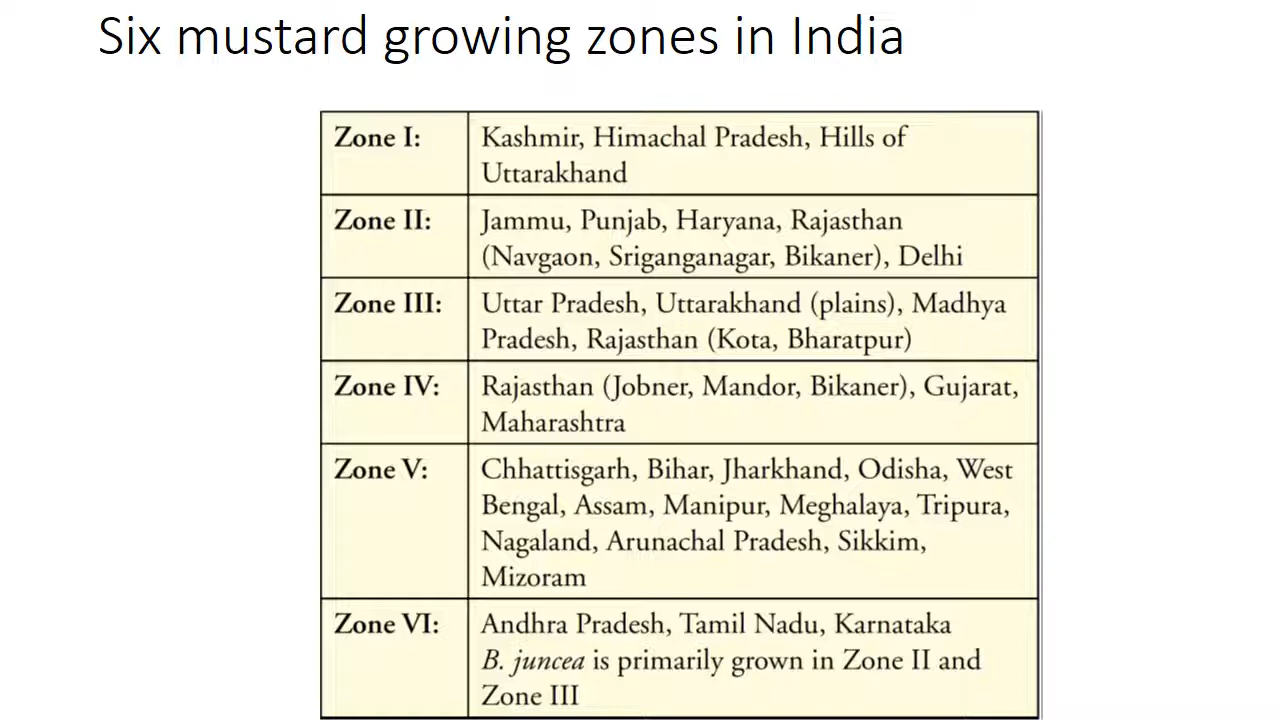 Six mustard growing zones in India
Zone I: Kashmir, Himachal Pradesh, Hills of
Uttarakhand
Zone II: Jammu, Punjab, Haryana, Rajasthan
(Navgaon, Sriganganagar, Bikaner), Delhi
Zone III: Uttar Pradesh, Uttarakhand (plains), Madhya
Pradesh, Rajasthan (Kota, Bharatpur)
Zone IV: Rajasthan (Jobner, Mandor, Bikaner), Gujarat,
Maharashtra
Zone V: Chhattisgarh, Bihar, Jharkhand, Odisha, West
Bengal, Assam, Manipur, Meghalaya, Tripura,
Nagaland, Arunachal Pradesh, Sikkim,
Mizoram
Zone VI: Andhra Pradesh, Tamil Nadu, Karnataka
B. juncea is primarily grown in Zone II and
Zone III